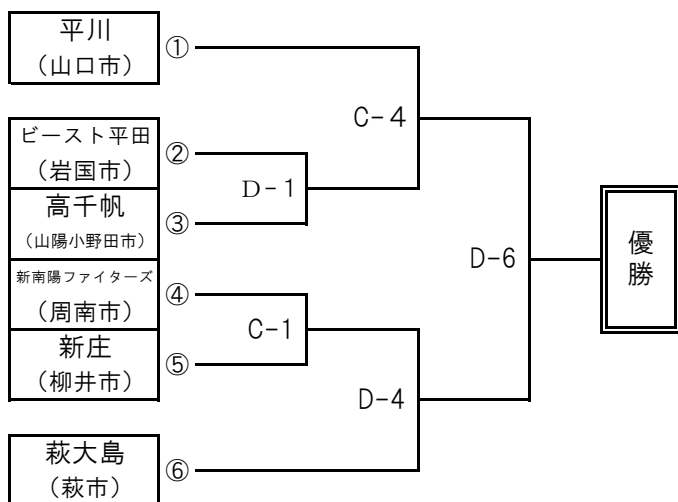 平川
(山口市)
①
C-4
ビースト平田
(岩国市)
②
D-1
高千帆
(山陽小野田市)
③
D-6
優勝
新南陽ファイターズ
(周南市)
④
C-1
新庄
(柳井市)
⑤
D-4
萩大島
(萩市)
⑥